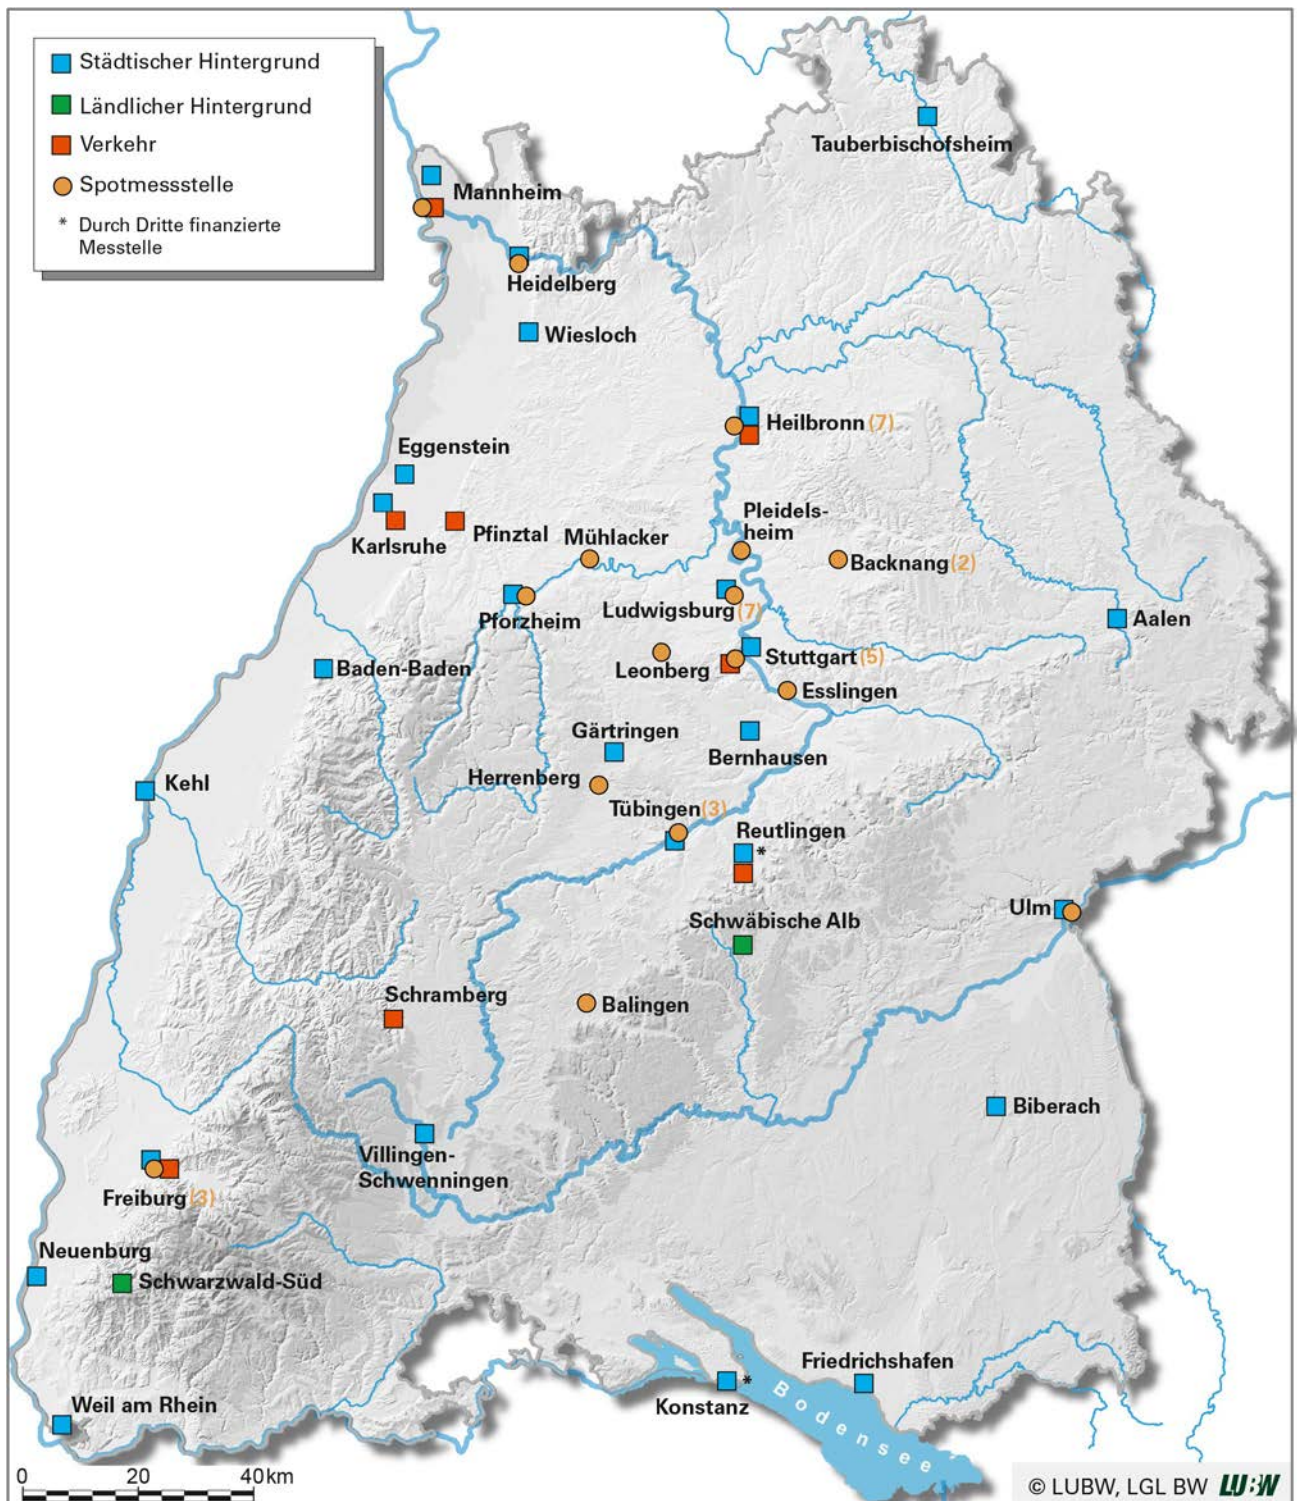 Städtischer Hintergrund
Ländlicher Hintergrund
Verkehr
Spotmessstelle
* Durch Dritte finanzierte
Messtelle
Tauberbischofsheim
Mannheim
Heidelberg
Wiesloch
Heilbronn (7)
Eggenstein
Karlsruhe
Pfinztal
Mühlacker
Pleidels-
heim
Backnang (2)
Pforzheim
Ludwigsburg (7)
Aalen
Baden-Baden
Leonberg
Stuttgart (5)
Esslingen
Gärtringen
Bernhausen
Kehl
Herrenberg
Tübingen (3)
Reutlingen
*
Ulm
Schwäbische Alb
Schramberg
Balingen
Biberach
Villingen-
Schwenningen
Freiburg (3)
Neuenburg
Schwarzwald-Süd
Friedrichshafen
*
Konstanz
Bodensee
Weil am Rhein
0 20 40 km
© LUBW, LGL BW LUBW